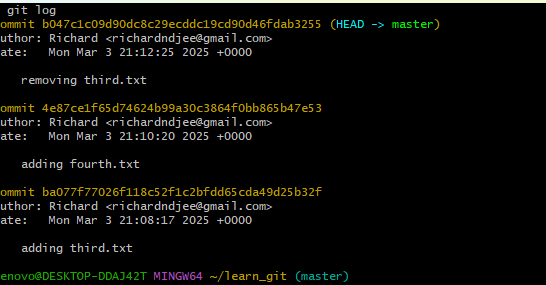 git log
ommit b047c1c09d90dc8c29ecddc19cd90d46fdab3255 (HEAD -> master)
uthor: Richard <richardndjee@gmail.com>
ate:   Mon Mar 3 21:12:25 2025 +0000
removing third.txt
ommit 4e87ce1f65d74624b99a30c3864f0bb865b47e53
uthor: Richard <richardndjee@gmail.com>
ate:   Mon Mar 3 21:10:20 2025 +0000
adding fourth.txt
ommit ba077f77026f118c52f1c2bfdd65cda49d25b32f
uthor: Richard <richardndjee@gmail.com>
ate:   Mon Mar 3 21:08:17 2025 +0000
adding third.txt
enovo@DESKTOP-DDAJ42T MINGW64 ~/learn_git (master)